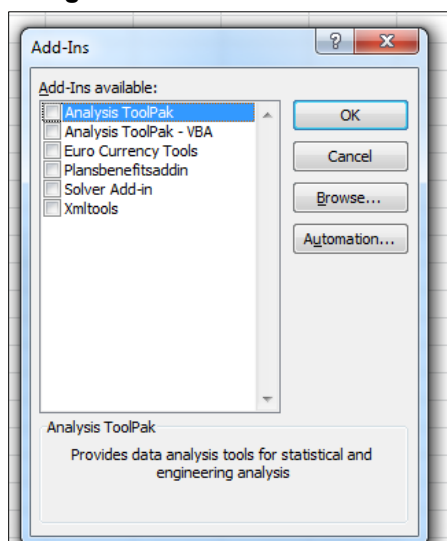 Add-Ins
?
X
Add-Ins available:
Analysis ToolPak
Analysis ToolPak - VBA
Euro Currency Tools
Plansbenefitsaddin
Solver Add-in
Xmltools
OK
Cancel
Browse...
Automation...
Analysis ToolPak
Provides data analysis tools for statistical and
engineering analysis